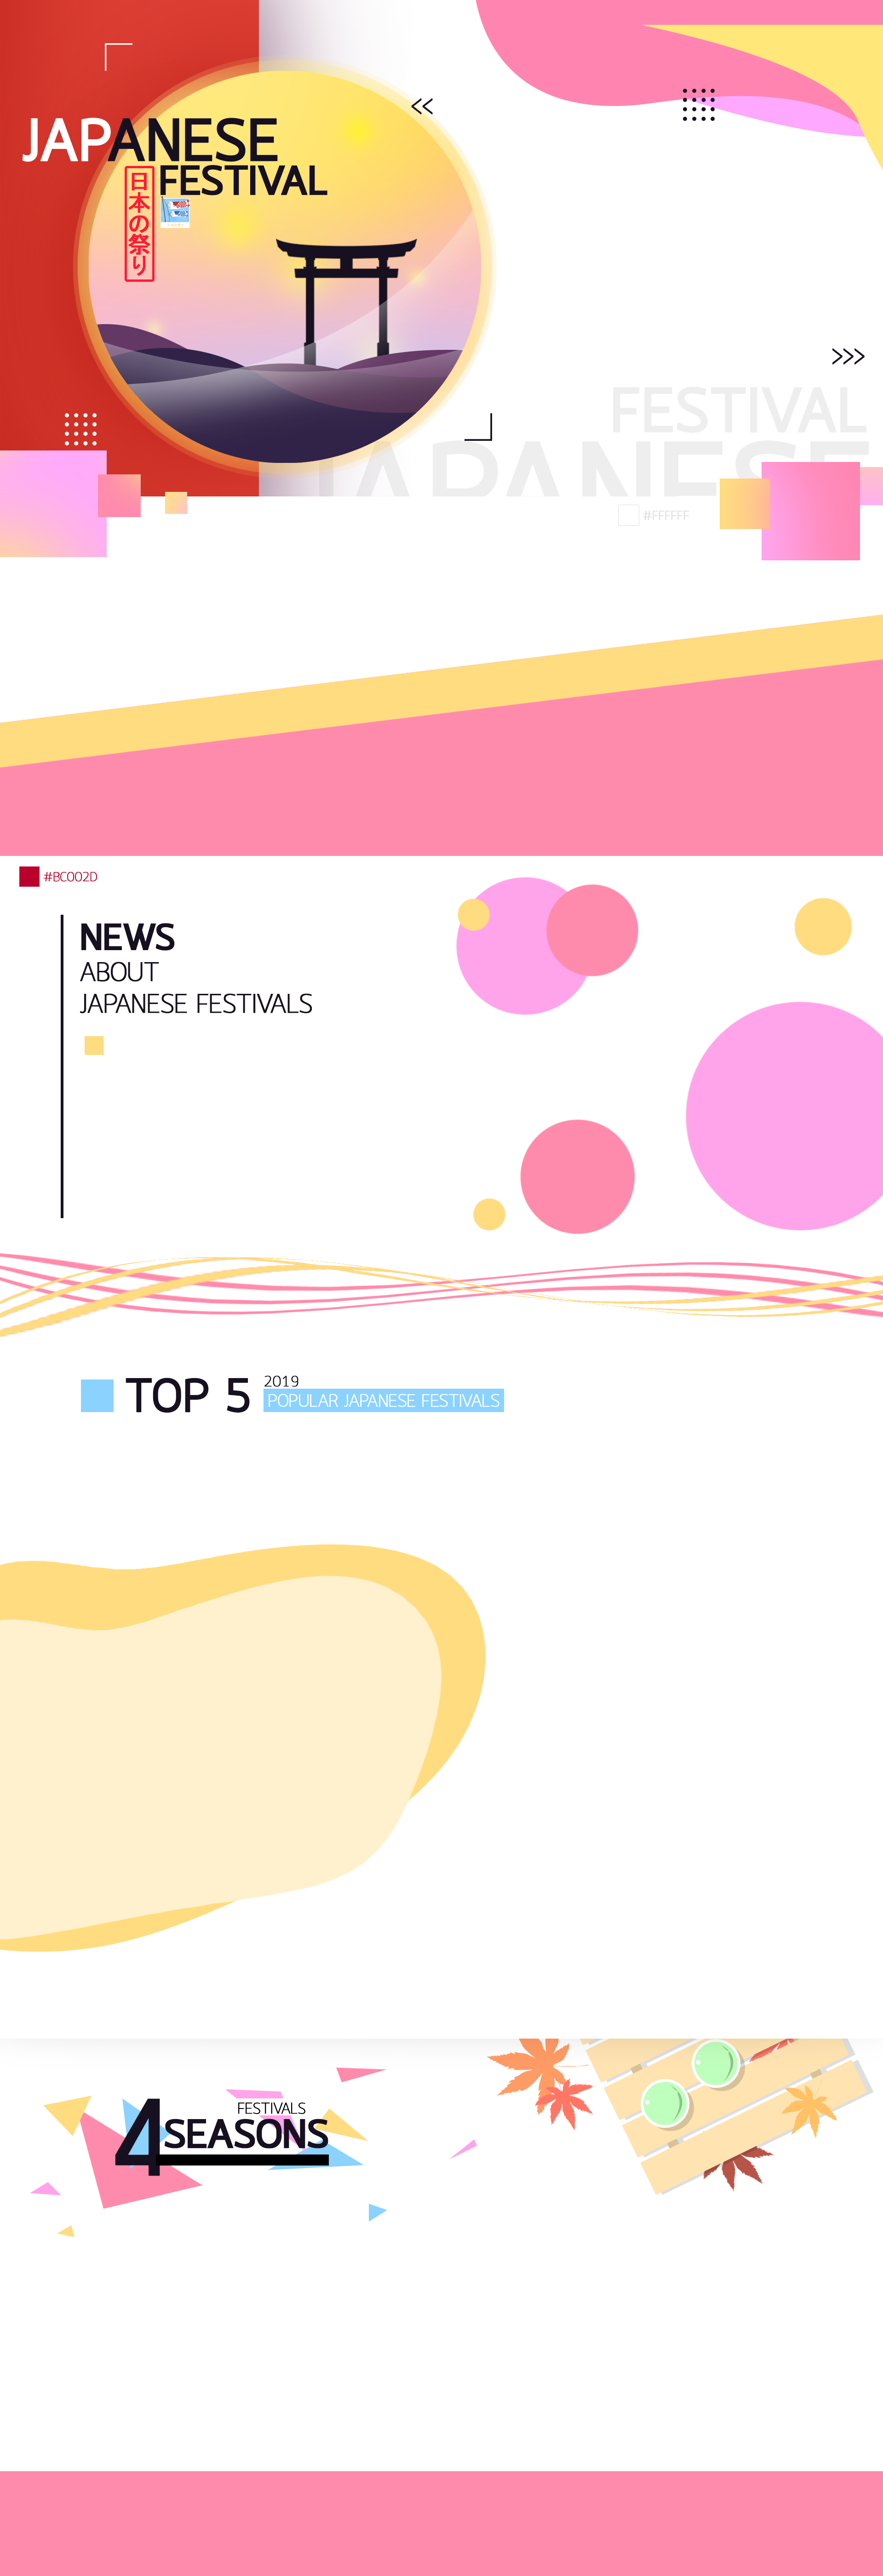 JAPANESE
FESTIVAL
日本の祭り
FESTIVAL
JAPANESE
#FFFFFF
#BC002D
NEWS
ABOUT
JAPANESE FESTIVALS
TOP 5
2019
POPULAR JAPANESE FESTIVALS
FESTIVALS
4 SEASONS